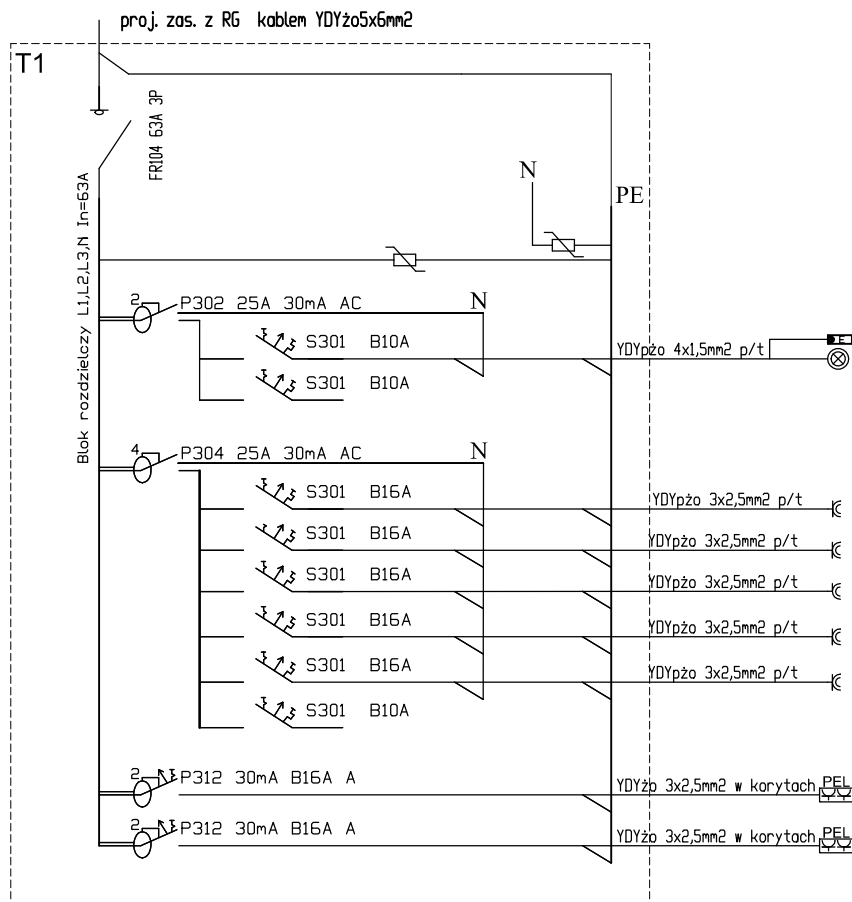 proj. zas. z RG kablem YDYżo5x6mm2
T1
FR104 63A 3P
Blok rozdzielczy L1,L2,L3,N In=63A
N
PE
2
P302 25A 30mA AC
N
S301 B10A
YDYpżo 4x1,5mm2 p/t
E
S301 B10A
4
P304 25A 30mA AC
N
S301 B16A
YDYpżo 3x2,5mm2 p/t
S301 B16A
YDYpżo 3x2,5mm2 p/t
S301 B16A
YDYpżo 3x2,5mm2 p/t
S301 B16A
YDYpżo 3x2,5mm2 p/t
S301 B16A
YDYpżo 3x2,5mm2 p/t
S301 B10A
2
P312 30mA B16A A
YDYżo 3x2,5mm2 w korytach
PEL
2
P312 30mA B16A A
YDYżo 3x2,5mm2 w korytach
PEL